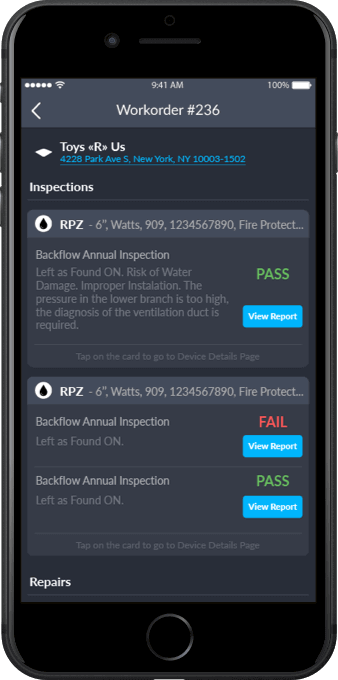 9:41 AM
100%
Workorder #236
Toys «R» Us
4228 Park Ave S, New York, NY 10003-1502
Inspections
RPZ - 6”, Watts, 909, 1234567890, Fire Protect...
Backflow Annual Inspection
Left as Found ON. Risk of Water
Damage. Improper Instalation. The
pressure in the lower branch is too high,
the diagnosis of the ventilation duct is
required.
PASS
View Report
Tap on the card to go to Device Details Page
RPZ - 6”, Watts, 909, 1234567890, Fire Protect...
Backflow Annual Inspection
Left as Found ON.
FAIL
View Report
Backflow Annual Inspection
Left as Found ON.
PASS
View Report
Tap on the card to go to Device Details Page
Repairs